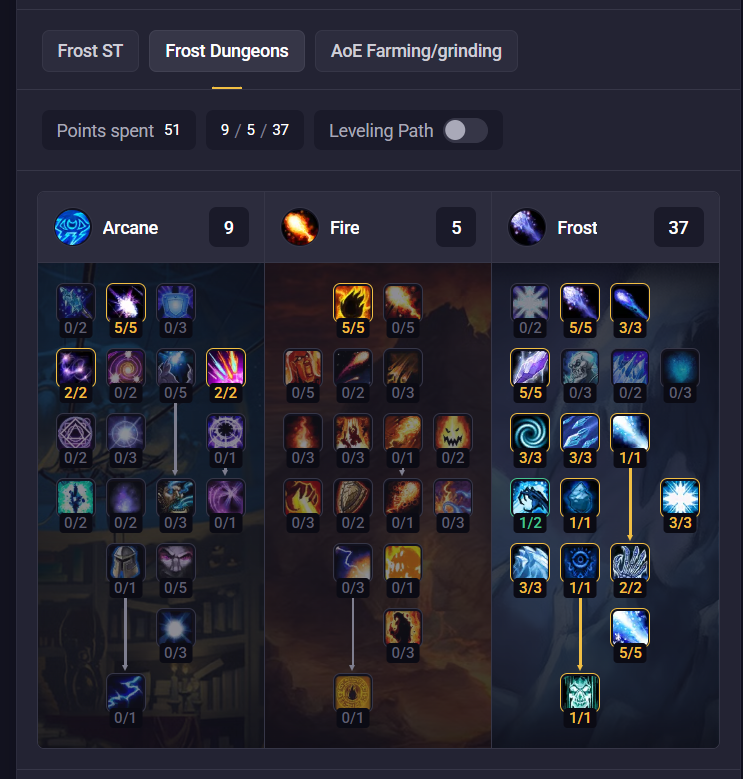 Frost ST Frost Dungeons AoE Farming/grinding
Points spent 51 9 / 5 / 37 Leveling Path
Arcane 9 Fire 5 Frost 37
0/2 5/5 0/3 5/5 0/5 0/2 5/5 3/3
2/2 0/2 0/5 2/2 0/5 0/2 0/3 5/5 0/3 0/2 0/3
0/2 0/3 0/1 0/3 0/3 0/1 0/2 3/3 3/3 1/1
0/2 0/2 0/3 0/1 0/3 0/2 0/1 0/3 1/2 1/1 3/3
0/1 0/5 0/3 0/1 3/3 1/1 2/2
0/3 0/3 5/5
0/1 0/1 1/1